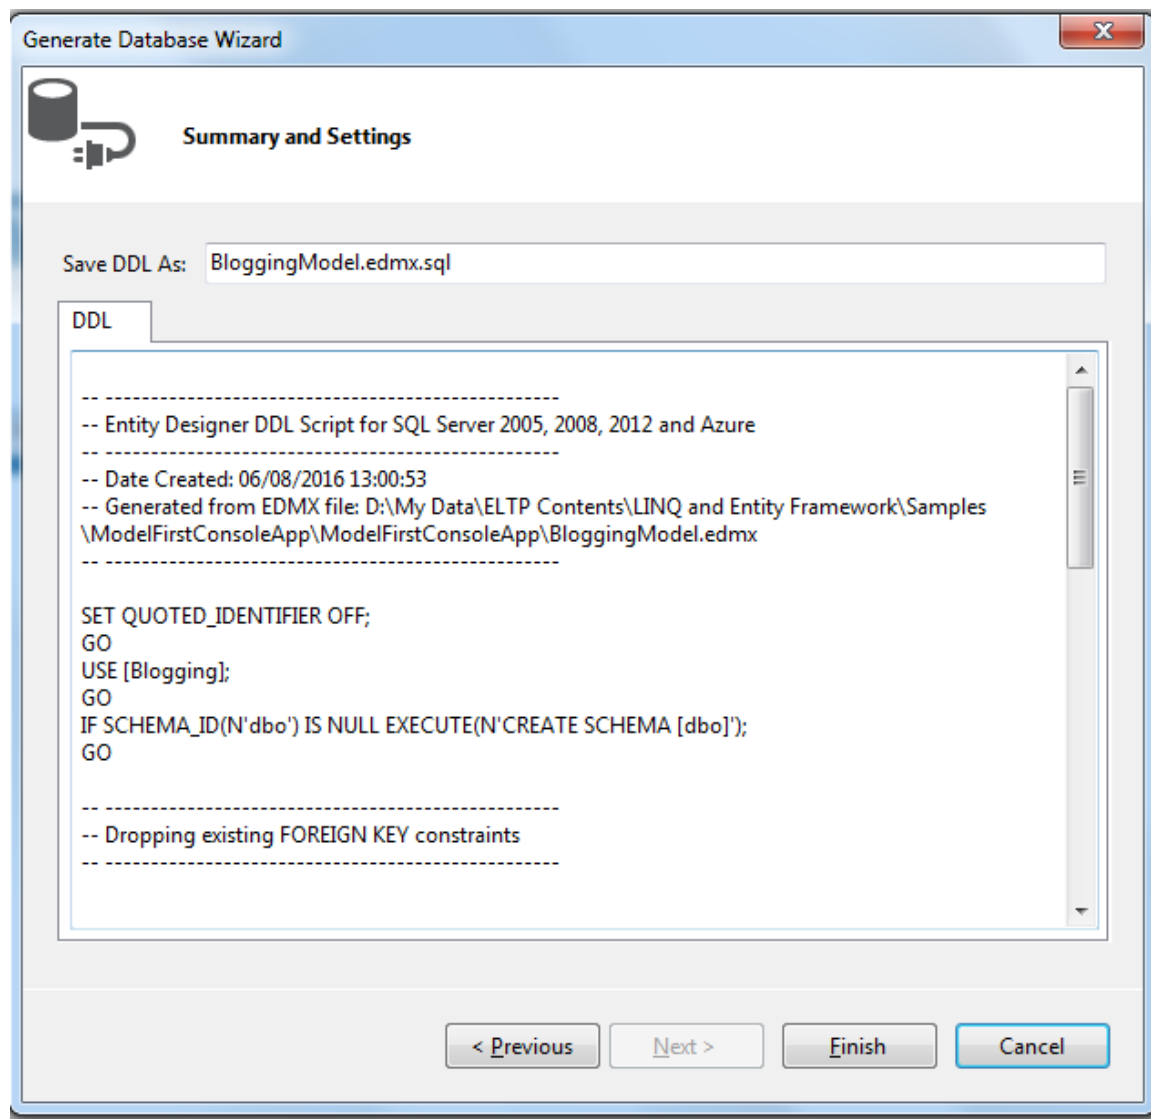 Generate Database Wizard
Summary and Settings
Save DDL As: BloggingModel.edmx.sql
DDL
-- --------------------------------------------------
-- Entity Designer DDL Script for SQL Server 2005, 2008, 2012 and Azure
-- --------------------------------------------------
-- Date Created: 06/08/2016 13:00:53
-- Generated from EDMX file: D:\My Data\ELTP Contents\LINQ and Entity Framework\Samples
\ModelFirstConsoleApp\ModelFirstConsoleApp\BloggingModel.edmx
-- --------------------------------------------------
SET QUOTED_IDENTIFIER OFF;
GO
USE [Blogging];
GO
IF SCHEMA_ID(N'dbo') IS NULL EXECUTE(N'CREATE SCHEMA [dbo]');
GO
-- --------------------------------------------------
-- Dropping existing FOREIGN KEY constraints
-- --------------------------------------------------
< Previous Next > Finish Cancel